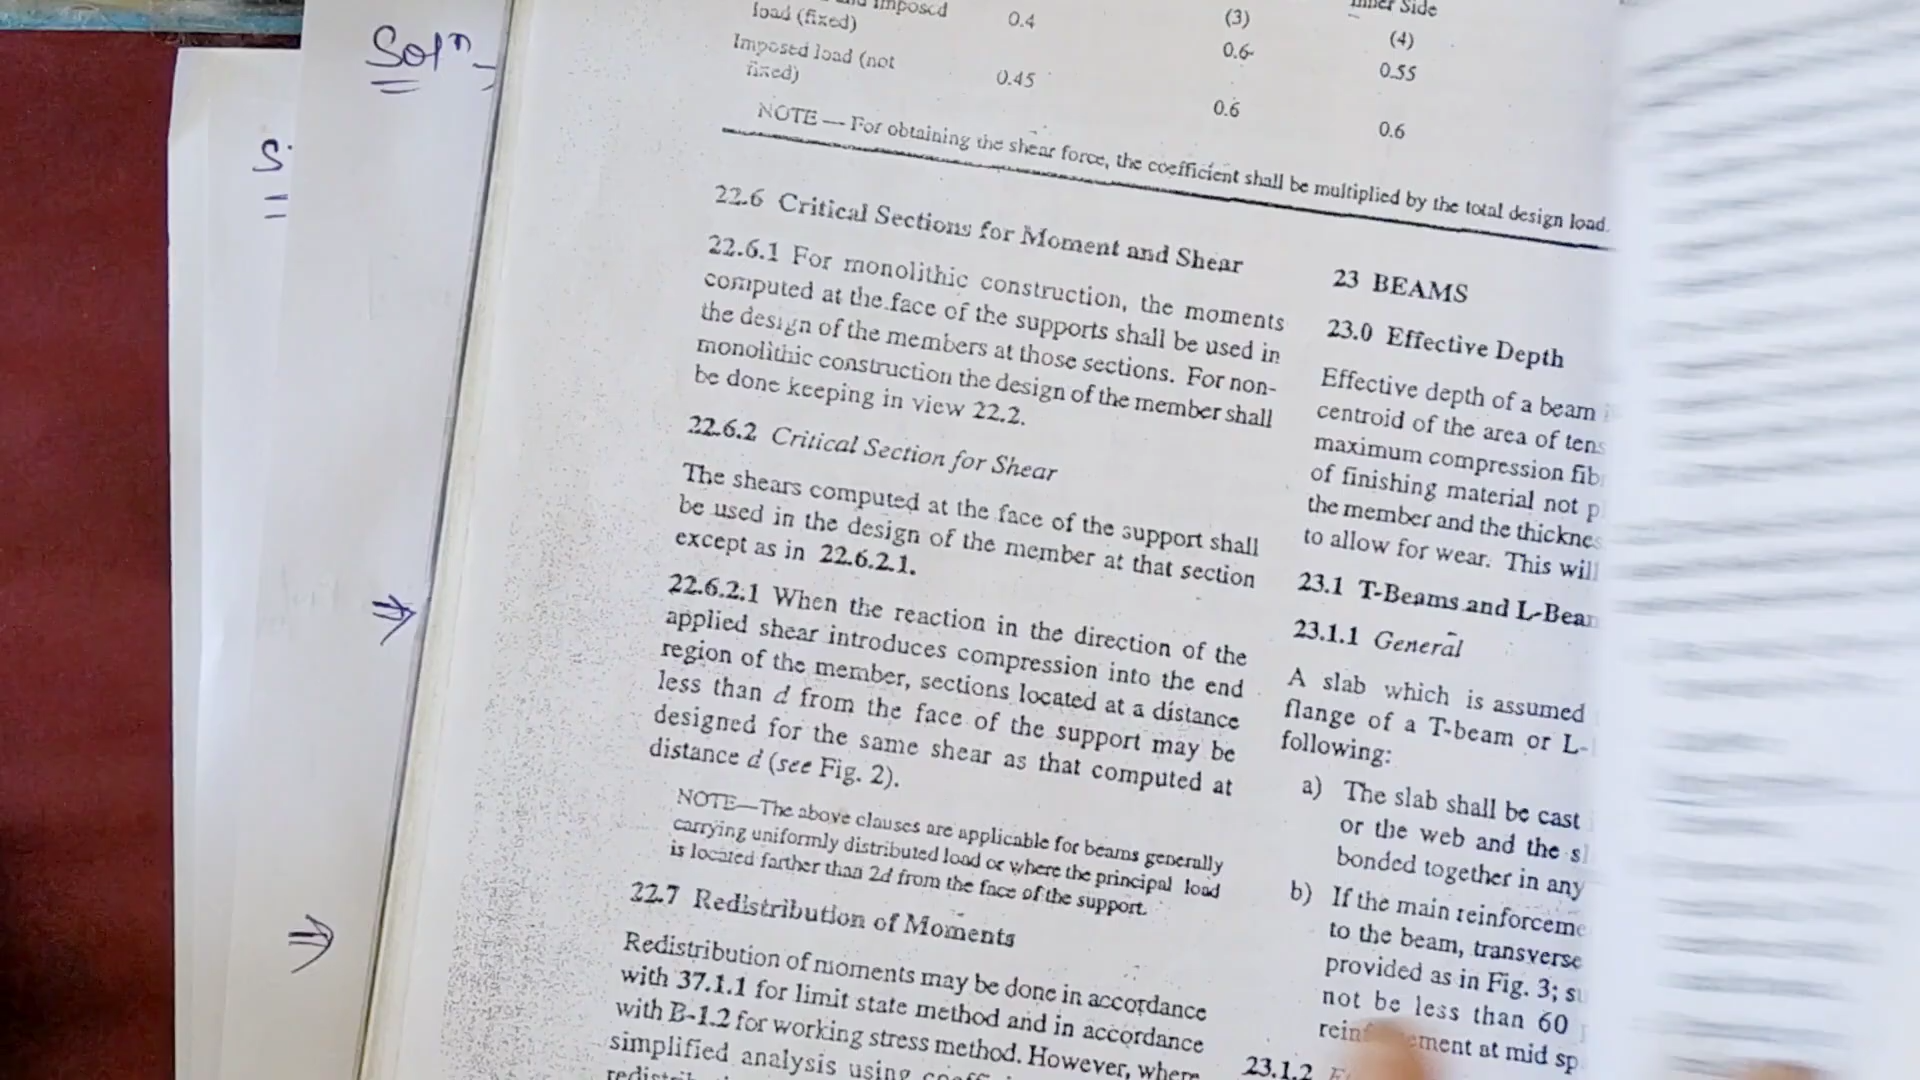 Solⁿ
S
imposed
load (fixed)
0.4
(3)
0.6
Inner Side
(4)
0.55
Imposed load (not
fixed)
0.45
0.6
0.6
NOTE — For obtaining the shear force, the coefficient shall be multiplied by the total design load.
22.6 Critical Sections for Moment and Shear
22.6.1 For monolithic construction, the moments
computed at the face of the supports shall be used in
the design of the members at those sections. For non-
monolithic construction the design of the member shall
be done keeping in view 22.2.
22.6.2 Critical Section for Shear
The shears computed at the face of the support shall
be used in the design of the member at that section
except as in 22.6.2.1.
22.6.2.1 When the reaction in the direction of the
applied shear introduces compression into the end
region of the member, sections located at a distance
less than d from the face of the support may be
designed for the same shear as that computed at
distance d (see Fig. 2).
NOTE—The above clauses are applicable for beams generally
carrying uniformly distributed load or where the principal load
is located farther than 2d from the face of the support.
22.7 Redistribution of Moments
Redistribution of moments may be done in accordance
with 37.1.1 for limit state method and in accordance
with B-1.2 for working stress method. However, where
simplified analysis using
23 BEAMS
23.0 Effective Depth
Effective depth of a beam
centroid of the area of tens
maximum compression fib
of finishing material not p
the member and the thicknes
to allow for wear. This will
23.1 T-Beams and L-Bean
23.1.1 General
A slab which is assumed
flange of a T-beam or L-
following:
a) The slab shall be cast
or the web and the sl
bonded together in any
b) If the main reinforceme
to the beam, transverse
provided as in Fig. 3; su
not be less than 60
ement at mid sp
23.1.2